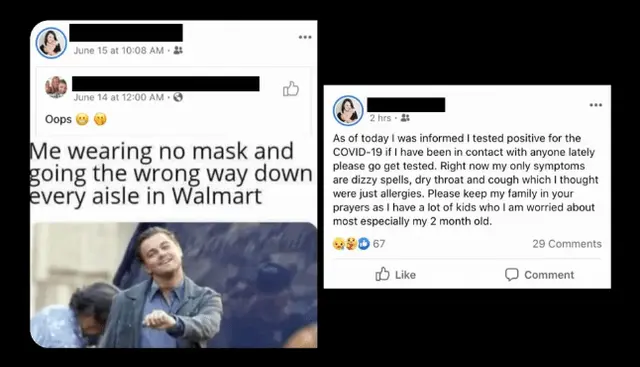 June 15 at 10:08 AM ·
June 14 at 12:00 AM ·
Oops
Me wearing no mask and
going the wrong way down
every aisle in Walmart
2 hrs ·
As of today I was informed I tested positive for the
COVID-19 if I have been in contact with anyone lately
please go get tested. Right now my only symptoms
are dizzy spells, dry throat and cough which I thought
were just allergies. Please keep my family in your
prayers as I have a lot of kids who I am worried about
most especially my 2 month old.
67
29 Comments
Like
Comment